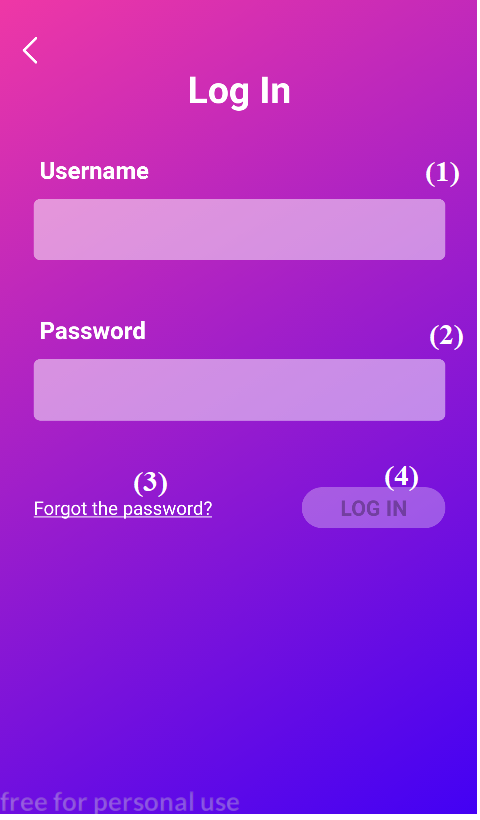 Log In
Username (1)
Password (2)
(3) (4)
Forgot the password? LOG IN
free for personal use